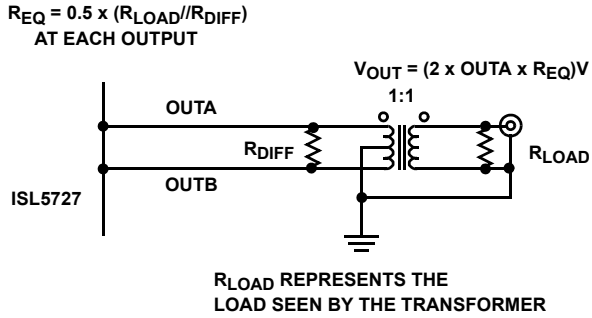 REQ = 0.5 x (RLOAD//RDIFF)
AT EACH OUTPUT
VOUT = (2 x OUTA x REQ)V
1:1
OUTA
RDIFF
RLOAD
OUTB
ISL5727
RLOAD REPRESENTS THE
LOAD SEEN BY THE TRANSFORMER